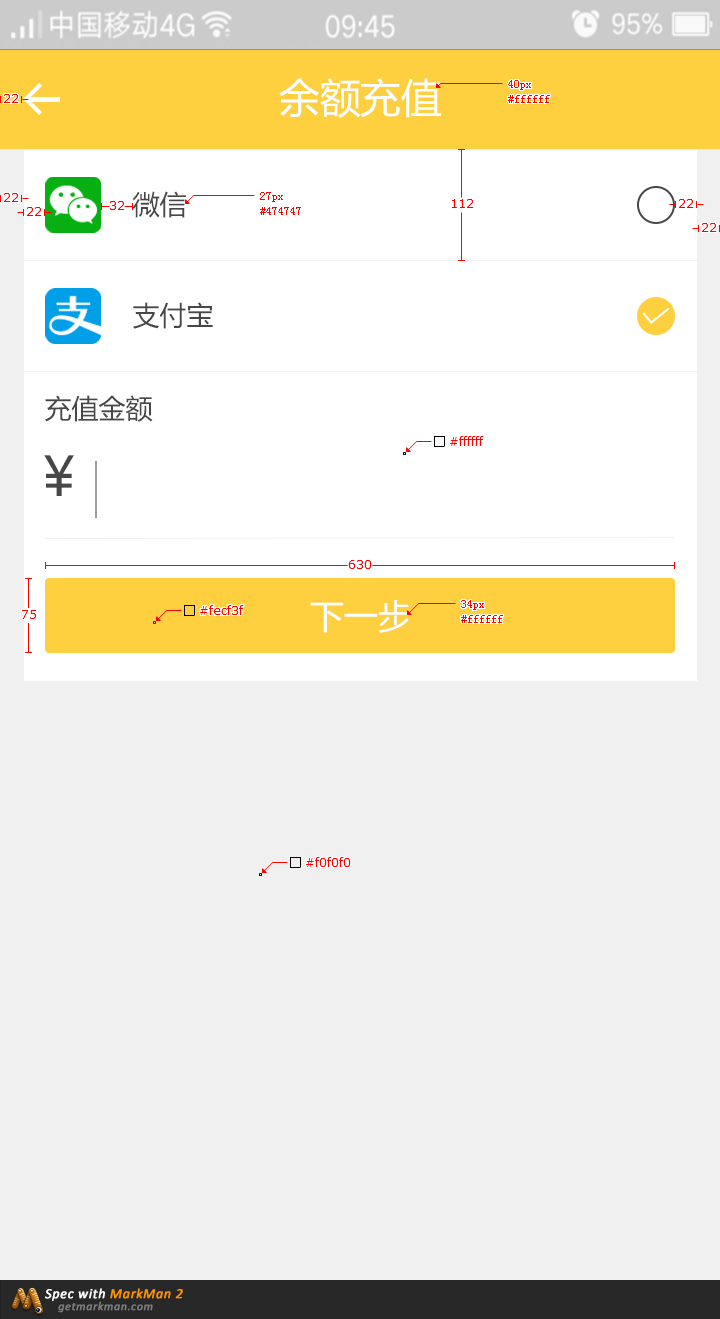 中国移动4G 09:45 95%
22 余额充值 40px
#ffffff
22 22 32 微信 27px
#474747
112 22 22
支付宝
充值金额
#ffffff
¥
630
75 #fecf3f 下一步 34px
#ffffff
#f0f0f0
Spec with MarkMan 2
getmarkman.com